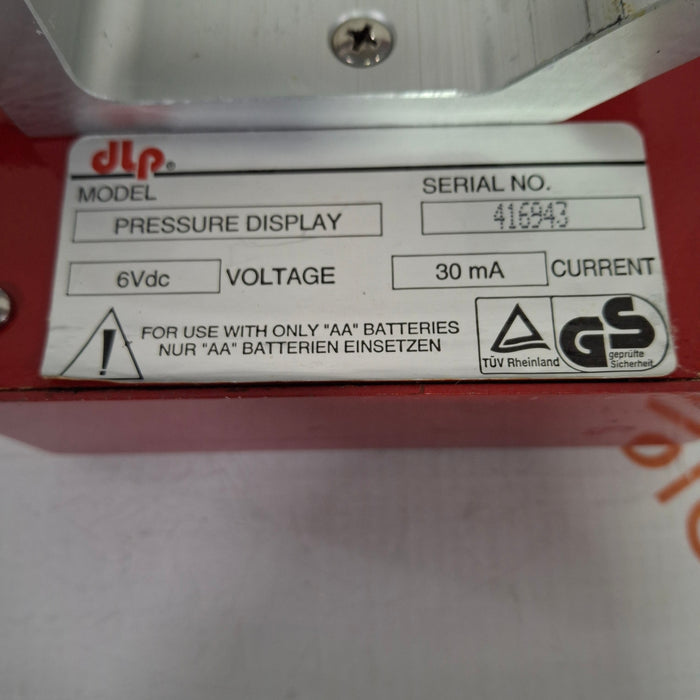 dlp®
MODEL
SERIAL NO.
PRESSURE DISPLAY
416943
6Vdc VOLTAGE
30 mA CURRENT
FOR USE WITH ONLY "AA" BATTERIES
NUR "AA" BATTERIEN EINSETZEN
!
TÜV Rheinland
GS
geprüfte
Sicherheit